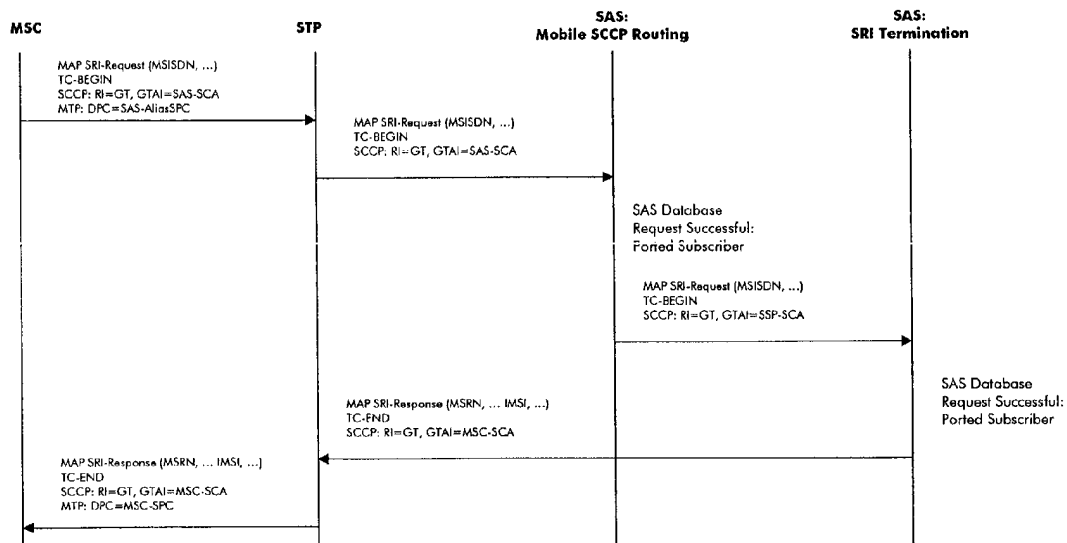 MSC
STP
SAS:
Mobile SCCP Routing
SAS:
SRI Termination
MAP SRI-Request (MSISDN, ...)
TC-BEGIN
SCCP: RI=GT, GTAI=SAS-SCA
MTP: DPC=SAS-AliasSPC
MAP SRI-Request (MSISDN, ...)
TC-BEGIN
SCCP: RI=GT, GTAI=SAS-SCA
SAS Database
Request Successful:
Ported Subscriber
MAP SRI-Request (MSISDN, ...)
TC-BEGIN
SCCP: RI=GT, GTAI=SSP-SCA
SAS Database
Request Successful:
Ported Subscriber
MAP SRI-Response (MSRN, ... IMSI, ...)
TC-END
SCCP: RI=GT, GTAI=MSC-SCA
MAP SRI-Response (MSRN, ... IMSI, ...)
TC-END
SCCP: RI=GT, GTAI=MSC-SCA
MTP: DPC=MSC-SPC